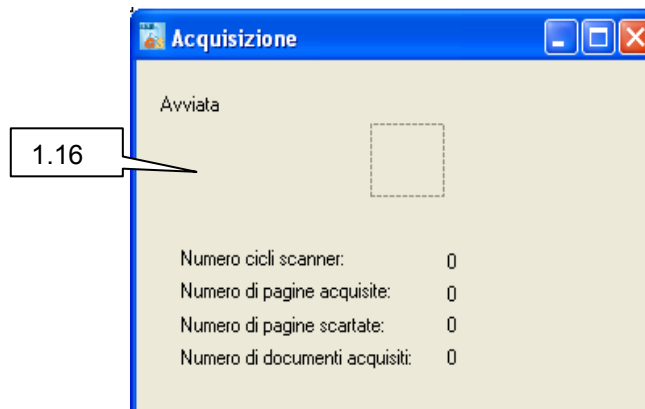 Acquisizione
Avviata
1.16
Numero cicli scanner: 0
Numero di pagine acquisite: 0
Numero di pagine scartate: 0
Numero di documenti acquisiti: 0